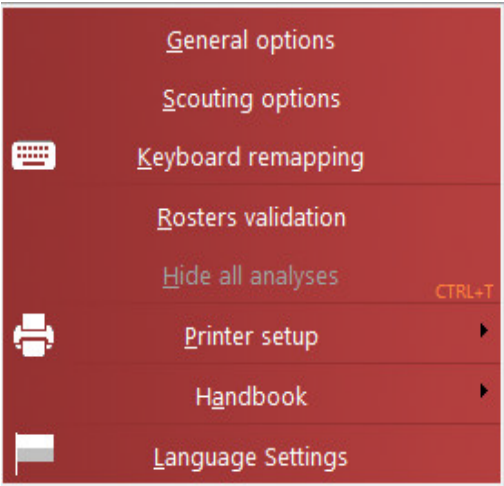 General options
Scouting options
Keyboard remapping
Rosters validation
Hide all analyses
CTRL+T
Printer setup
Handbook
Language Settings